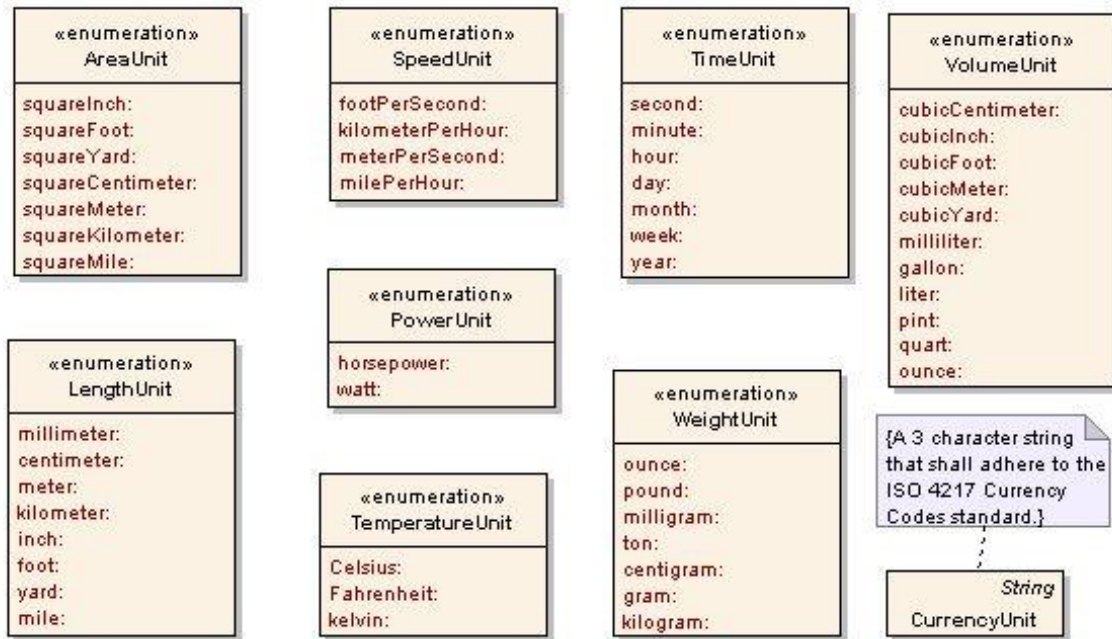 «enumeration»
AreaUnit
squareInch:
squareFoot:
squareYard:
squareCentimeter:
squareMeter:
squareKilometer:
squareMile:
«enumeration»
SpeedUnit
footPerSecond:
kilometerPerHour:
meterPerSecond:
milePerHour:
«enumeration»
TimeUnit
second:
minute:
hour:
day:
month:
week:
year:
«enumeration»
VolumeUnit
cubicCentimeter:
cubicInch:
cubicFoot:
cubicMeter:
cubicYard:
milliliter:
gallon:
liter:
pint:
quart:
ounce:
«enumeration»
LengthUnit
millimeter:
centimeter:
meter:
kilometer:
inch:
foot:
yard:
mile:
«enumeration»
PowerUnit
horsepower:
watt:
«enumeration»
TemperatureUnit
Celsius:
Fahrenheit:
kelvin:
«enumeration»
WeightUnit
ounce:
pound:
milligram:
ton:
centigram:
gram:
kilogram:
{A 3 character string
that shall adhere to the
ISO 4217 Currency
Codes standard.}
String
CurrencyUnit